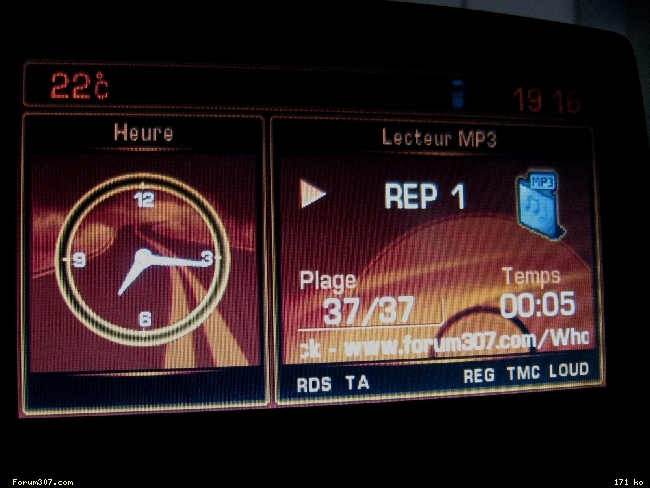 22°C
19 16
Heure
12
9
3
6
Lecteur MP3
REP 1
MP3
Plage
37/37
Temps
00:05
ck - www.forum307.com/Who
RDS TA
REG TMC LOUD
Forum307.com
171 ko